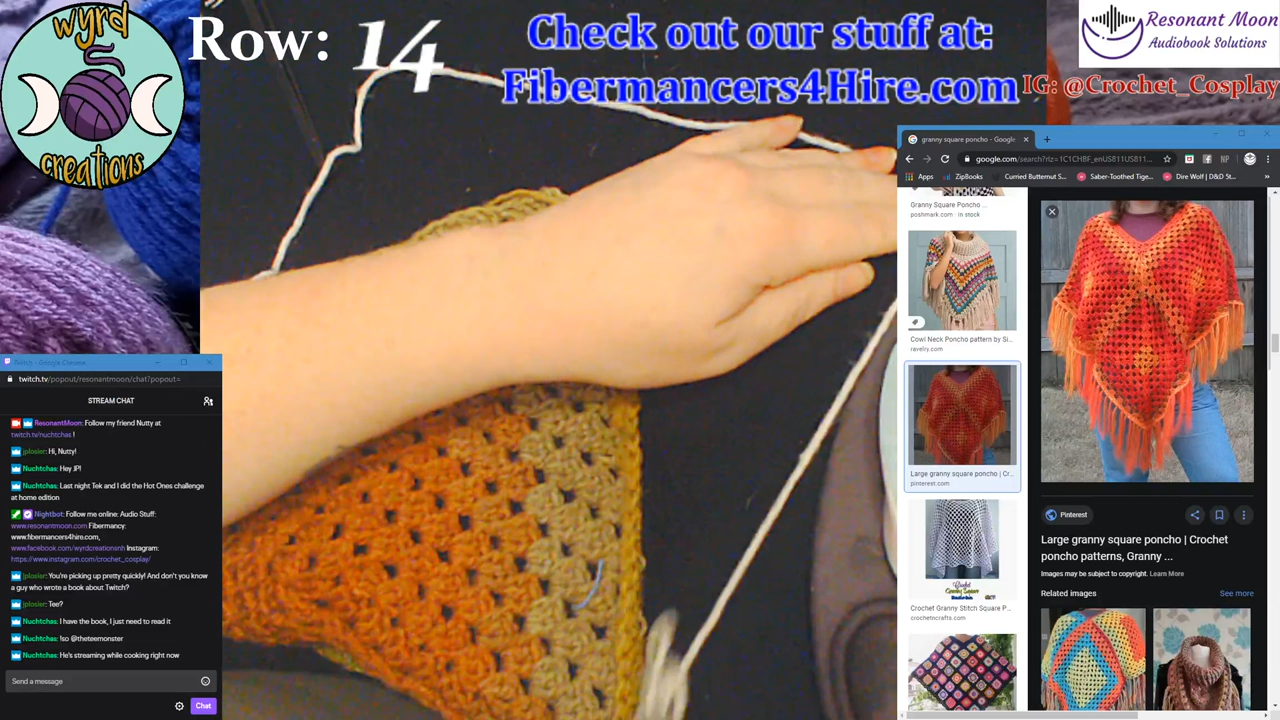 wyrd
creations
Row: 14
Check out our stuff at:
Fibermancers4Hire.com
Resonant Moon
Audiobook Solutions
IG: @Crochet_Cosplay
granny square poncho - Google
google.com/search?rlz=1C1CHBF_enUS811US811...
Apps
ZipBooks
Curried Butternut S...
Saber-Toothed Tige...
Dire Wolf | D&D 5t...
Granny Square Poncho ...
poshmark.com · In stock
Cowl Neck Poncho pattern by Si...
ravelry.com
Large granny square poncho | Cr...
pinterest.com
Crochet Granny Stitch Square P...
crochetncrafts.com
Pinterest
Large granny square poncho | Crochet
poncho patterns, Granny ...
Images may be subject to copyright. Learn More
Related images
See more
Twitch - Google Chrome
twitch.tv/popout/resonantmoon/chat?popout=
STREAM CHAT
ResonantMoon: Follow my friend Nutty at
twitch.tv/nuchtchas !
jplosier: Hi, Nutty!
Nuchtchas: Hey JP!
Nuchtchas: Last night Tek and I did the Hot Ones challenge
at home edition
Nightbot: Follow me online: Audio Stuff:
www.resonantmoon.com Fibermancy:
www.fibermancers4hire.com,
www.facebook.com/wyrdcreationsnh Instagram:
https://www.instagram.com/crochet_cosplay/
jplosier: You're picking up pretty quickly! And don't you know
a guy who wrote a book about Twitch?
jplosier: Tee?
Nuchtchas: I have the book, I just need to read it
Nuchtchas: !so @theteemonster
Nuchtchas: He's streaming while cooking right now
Send a message
Chat